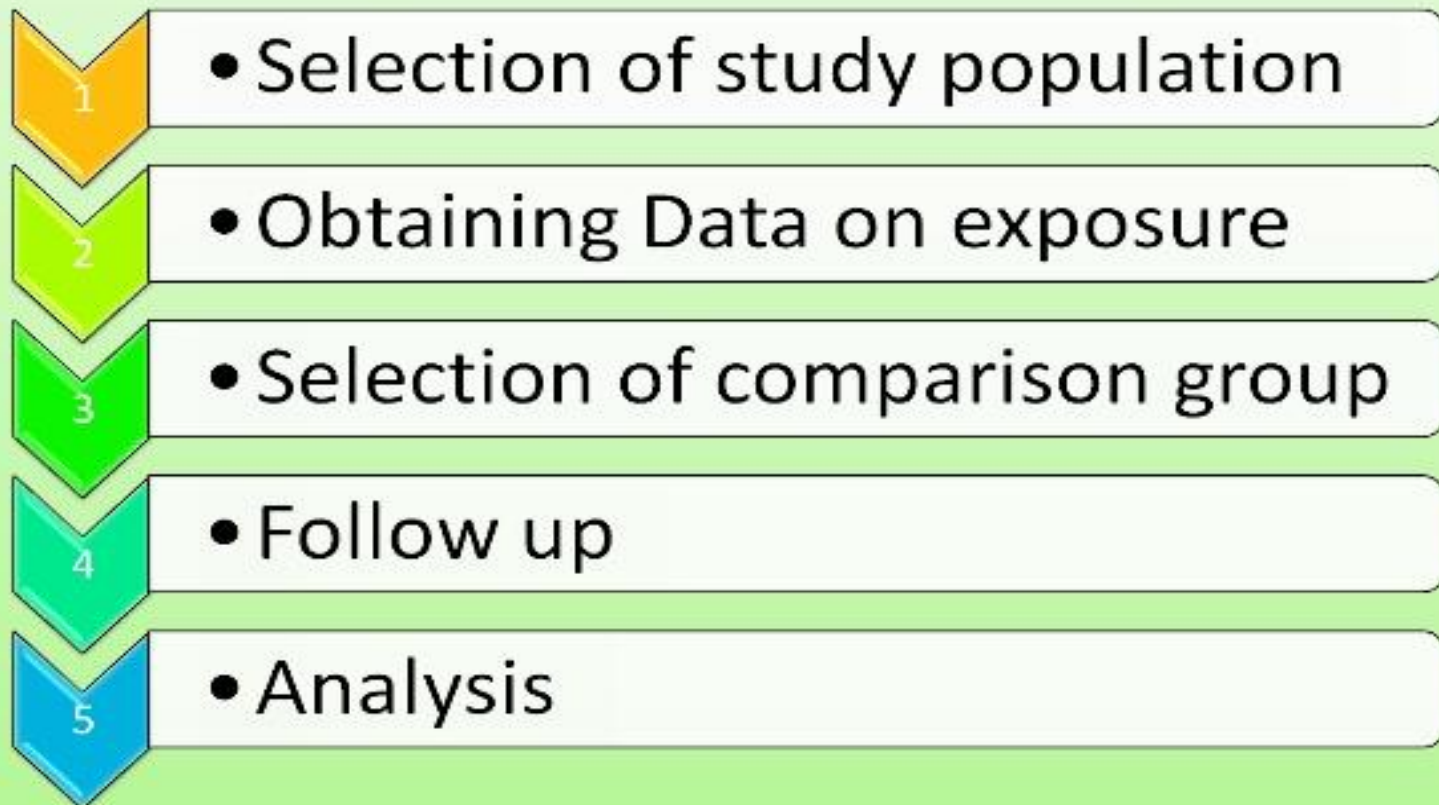 1 • Selection of study population
2 • Obtaining Data on exposure
3 • Selection of comparison group
4 • Follow up
5 • Analysis